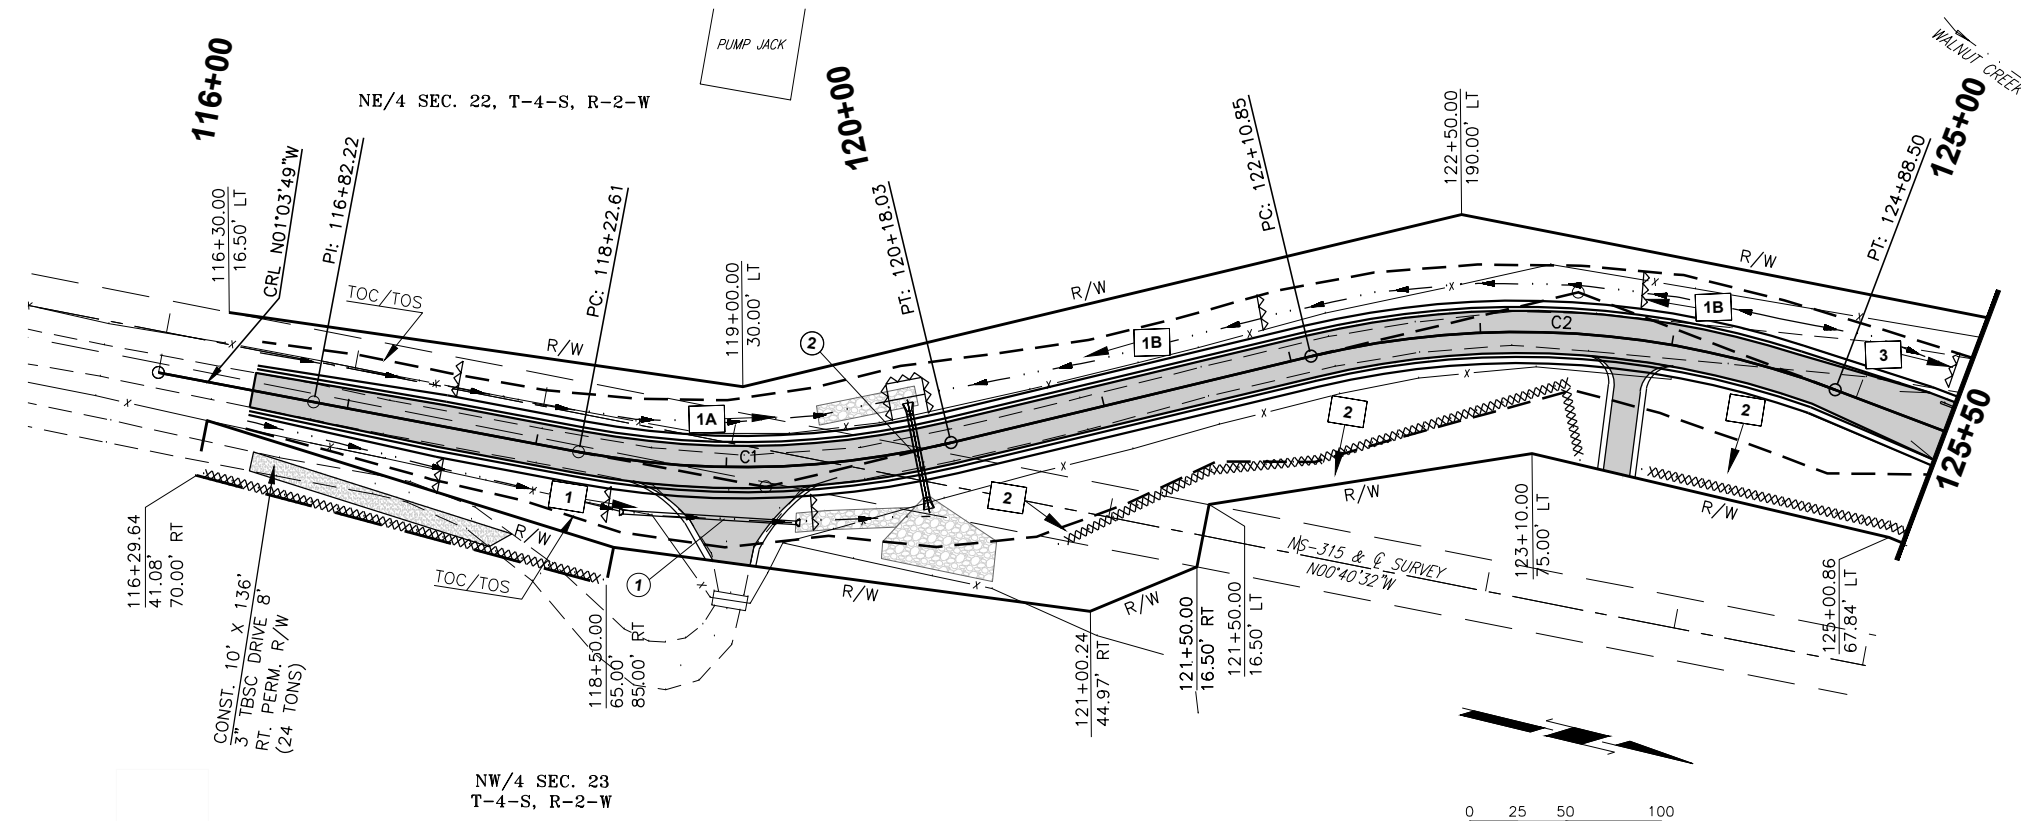 116+00
NE/4 SEC. 22, T-4-S, R-2-W
PUMP JACK
120+00
WALNUT CREEK
125+00
116+30.00
16.50' LT
CRL N01°03'49"W
PI: 116+82.22
TOC/TOS
PC: 118+22.61
R/W
119+00.00
30.00' LT
2
PT: 120+18.03
R/W
PC: 122+10.85
122+50.00
190.00' LT
R/W
PT: 124+88.50
1A
1B
1B
3
C1
C2
1
2
2
2
125+50
116+29.64
41.08'
70.00' RT
R/W
TOC/TOS
1
R/W
R/W
R/W
R/W
NS-315 & ℄ SURVEY
N00°40'32"W
CONST. 10' X 136'
3" TBSC DRIVE 8'
RT. PERM. R/W
(24 TONS)
118+50.00
65.00'
85.00' RT
121+00.24
44.97' RT
121+50.00
16.50' RT
121+50.00
16.50' LT
123+10.00
75.00' LT
125+00.86
67.84' LT
NW/4 SEC. 23
T-4-S, R-2-W
0 25 50 100